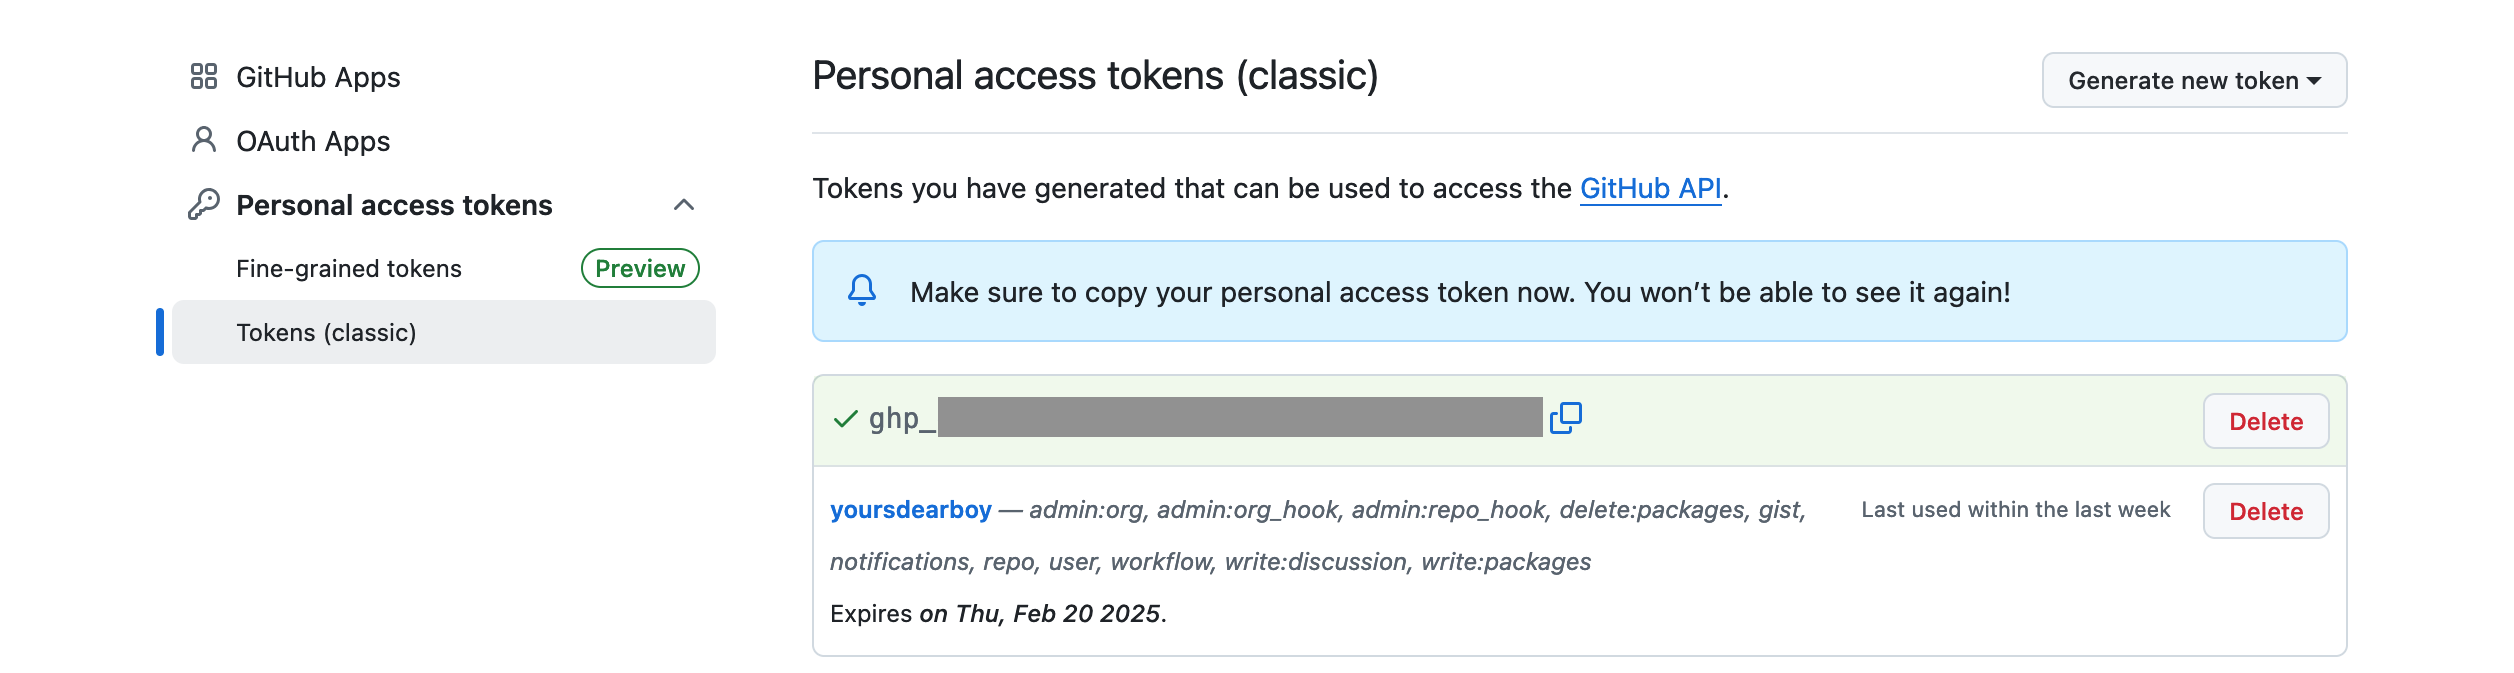 GitHub Apps
OAuth Apps
Personal access tokens
Fine-grained tokens Preview
Tokens (classic)
Personal access tokens (classic)
Generate new token
Tokens you have generated that can be used to access the GitHub API.
Make sure to copy your personal access token now. You won’t be able to see it again!
ghp_
Delete
yoursdearboy — admin:org, admin:org_hook, admin:repo_hook, delete:packages, gist,
notifications, repo, user, workflow, write:discussion, write:packages
Last used within the last week
Delete
Expires on Thu, Feb 20 2025.